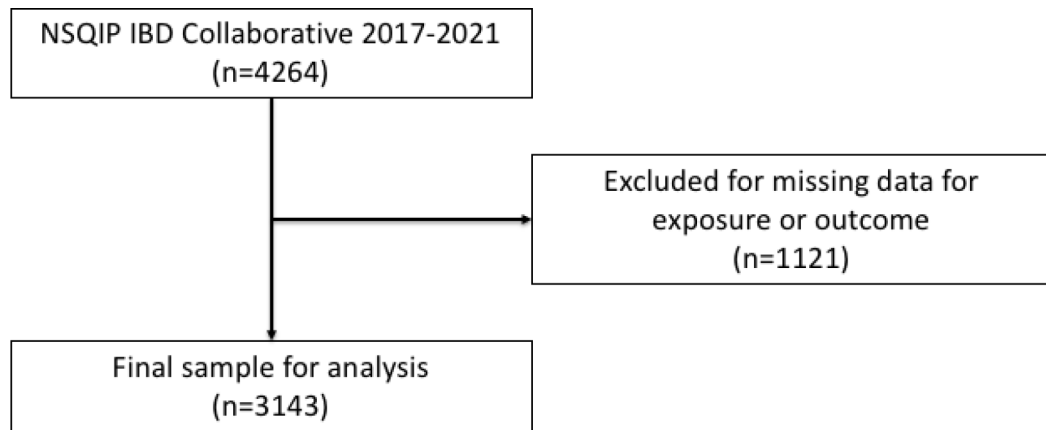 NSQIP IBD Collaborative 2017-2021
(n=4264)
Excluded for missing data for
exposure or outcome
(n=1121)
Final sample for analysis
(n=3143)